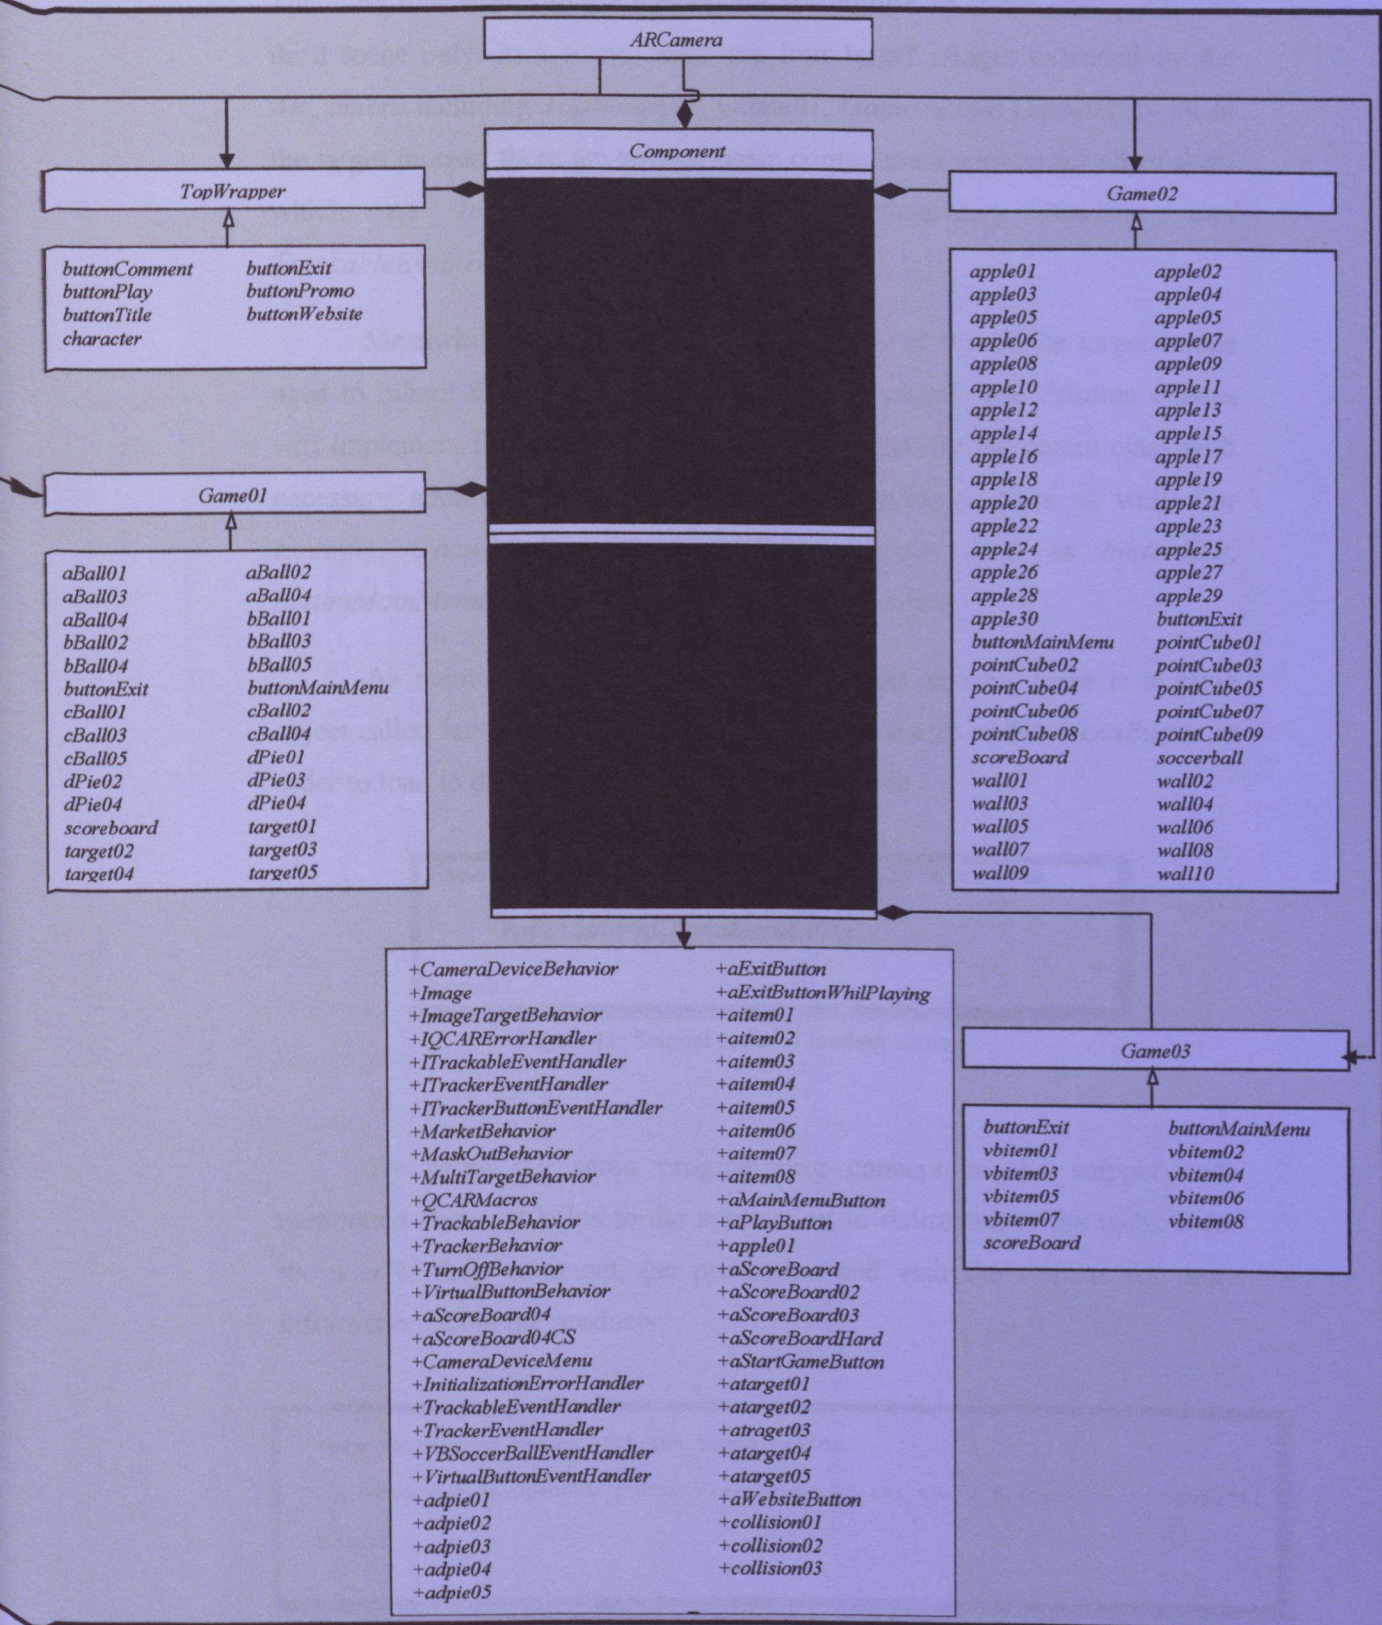 ARCamera
Component
TopWrapper
buttonComment buttonExit
buttonPlay buttonPromo
buttonTitle buttonWebsite
character
Game01
aBall01 aBall02
aBall03 aBall04
aBall04 bBall01
bBall02 bBall03
bBall04 bBall05
buttonExit buttonMainMenu
cBall01 cBall02
cBall03 cBall04
cBall05 dPie01
dPie02 dPie03
dPie04 dPie04
scoreboard target01
target02 target03
target04 target05
Game02
apple01 apple02
apple03 apple04
apple05 apple05
apple06 apple07
apple08 apple09
apple10 apple11
apple12 apple13
apple14 apple15
apple16 apple17
apple18 apple19
apple20 apple21
apple22 apple23
apple24 apple25
apple26 apple27
apple28 apple29
apple30 buttonExit
buttonMainMenu pointCube01
pointCube02 pointCube03
pointCube04 pointCube05
pointCube06 pointCube07
pointCube08 pointCube09
scoreBoard soccerball
wall01 wall02
wall03 wall04
wall05 wall06
wall07 wall08
wall09 wall10
+CameraDeviceBehavior +aExitButton
+Image +aExitButtonWhilPlaying
+ImageTargetBehavior +aitem01
+IQCARErrorHandler +aitem02
+ITrackableEventHandler +aitem03
+ITrackerEventHandler +aitem04
+ITrackerButtonEventHandler +aitem05
+MarketBehavior +aitem06
+MaskOutBehavior +aitem07
+MultiTargetBehavior +aitem08
+QCARMacros +aMainMenuButton
+TrackableBehavior +aPlayButton
+TrackerBehavior +apple01
+TurnOffBehavior +aScoreBoard
+VirtualButtonBehavior +aScoreBoard02
+aScoreBoard04 +aScoreBoard03
+aScoreBoard04CS +aScoreBoardHard
+CameraDeviceMenu +aStartGameButton
+InitializationErrorHandler +atarget01
+TrackableEventHandler +atarget02
+TrackerEventHandler +atraget03
+VBSoccerBallEventHandler +atarget04
+VirtualButtonEventHandler +atarget05
+adpie01 +aWebsiteButton
+adpie02 +collision01
+adpie03 +collision02
+adpie04 +collision03
+adpie05
Game03
buttonExit buttonMainMenu
vbitem01 vbitem02
vbitem03 vbitem04
vbitem05 vbitem06
vbitem07 vbitem08
scoreBoard